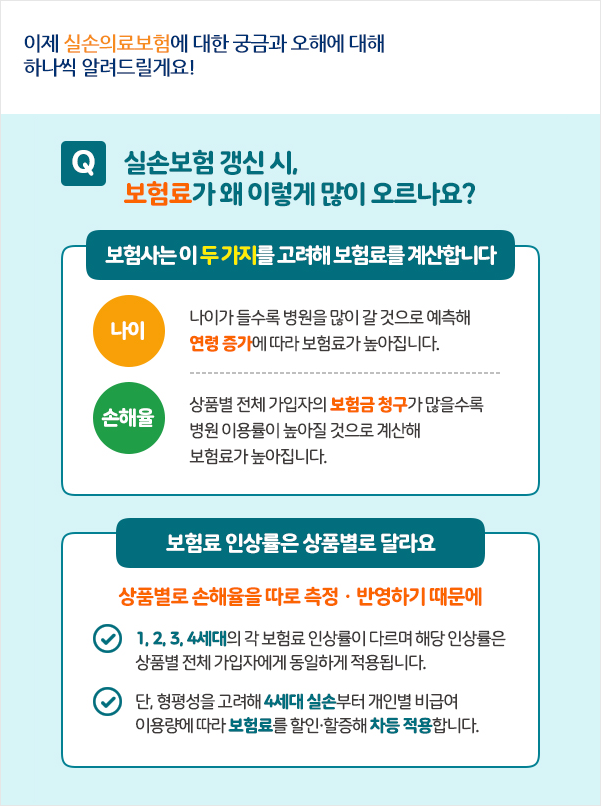 이제 실손의료보험에 대한 궁금과 오해에 대해
하나씩 알려드릴게요!
Q
실손보험 갱신 시,
보험료가 왜 이렇게 많이 오르나요?
보험사는 이 두 가지를 고려해 보험료를 계산합니다
나이
나이가 들수록 병원을 많이 갈 것으로 예측해
연령 증가에 따라 보험료가 높아집니다.
손해율
상품별 전체 가입자의 보험금 청구가 많을수록
병원 이용률이 높아질 것으로 계산해
보험료가 높아집니다.
보험료 인상률은 상품별로 달라요
상품별로 손해율을 따로 측정 · 반영하기 때문에
1, 2, 3, 4세대의 각 보험료 인상률이 다르며 해당 인상률은
상품별 전체 가입자에게 동일하게 적용됩니다.
단, 형평성을 고려해 4세대 실손부터 개인별 비급여
이용량에 따라 보험료를 할인·할증해 차등 적용합니다.